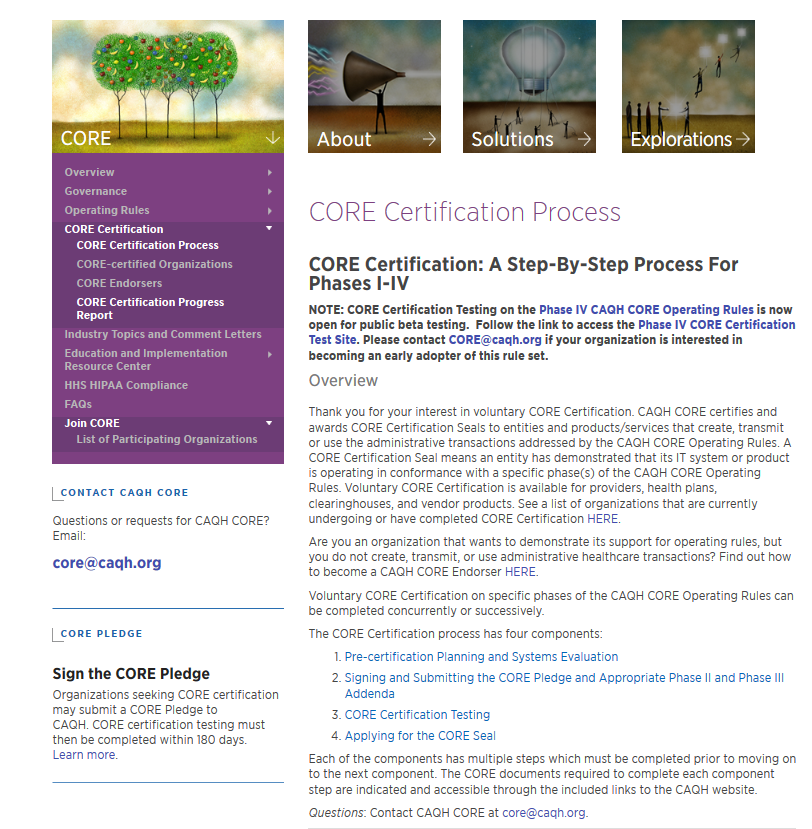 CORE
About
Solutions
Explorations
Overview
Governance
Operating Rules
CORE Certification
CORE Certification Process
CORE-certified Organizations
CORE Endorsers
CORE Certification Progress
Report
Industry Topics and Comment Letters
Education and Implementation
Resource Center
HHS HIPAA Compliance
FAQs
Join CORE
List of Participating Organizations
CONTACT CAQH CORE
Questions or requests for CAQH CORE?
Email:
core@caqh.org
CORE PLEDGE
Sign the CORE Pledge
Organizations seeking CORE certification
may submit a CORE Pledge to
CAQH. CORE certification testing must
then be completed within 180 days.
Learn more.
CORE Certification Process
CORE Certification: A Step-By-Step Process For
Phases I-IV
NOTE: CORE Certification Testing on the Phase IV CAQH CORE Operating Rules is now
open for public beta testing.  Follow the link to access the Phase IV CORE Certification
Test Site. Please contact CORE@caqh.org if your organization is interested in
becoming an early adopter of this rule set.
Overview
Thank you for your interest in voluntary CORE Certification. CAQH CORE certifies and
awards CORE Certification Seals to entities and products/services that create, transmit
or use the administrative transactions addressed by the CAQH CORE Operating Rules. A
CORE Certification Seal means an entity has demonstrated that its IT system or product
is operating in conformance with a specific phase(s) of the CAQH CORE Operating
Rules. Voluntary CORE Certification is available for providers, health plans,
clearinghouses, and vendor products. See a list of organizations that are currently
undergoing or have completed CORE Certification HERE.
Are you an organization that wants to demonstrate its support for operating rules, but
you do not create, transmit, or use administrative healthcare transactions? Find out how
to become a CAQH CORE Endorser HERE.
Voluntary CORE Certification on specific phases of the CAQH CORE Operating Rules can
be completed concurrently or successively.
The CORE Certification process has four components:
1. Pre-certification Planning and Systems Evaluation
2. Signing and Submitting the CORE Pledge and Appropriate Phase II and Phase III
Addenda
3. CORE Certification Testing
4. Applying for the CORE Seal
Each of the components has multiple steps which must be completed prior to moving on
to the next component. The CORE documents required to complete each component
step are indicated and accessible through the included links to the CAQH website.
Questions: Contact CAQH CORE at core@caqh.org.